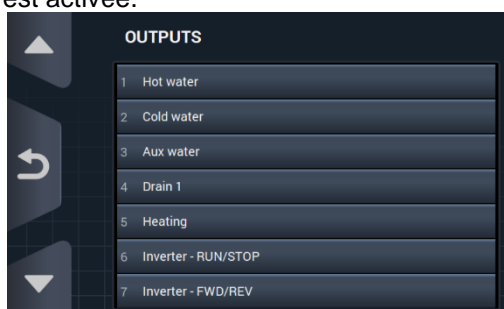 est activée.
OUTPUTS
1 Hot water
2 Cold water
3 Aux water
4 Drain 1
5 Heating
6 Inverter - RUN/STOP
7 Inverter - FWD/REV